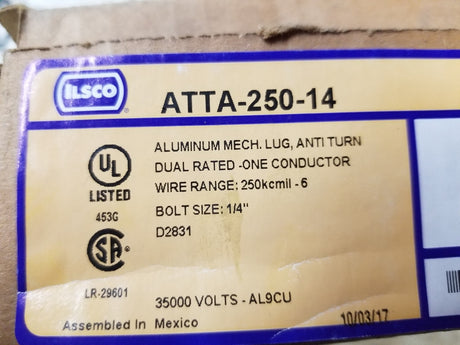 ILSCO
ATTA-250-14
ALUMINUM MECH. LUG, ANTI TURN
DUAL RATED -ONE CONDUCTOR
WIRE RANGE: 250kcmil - 6
BOLT SIZE: 1/4"
D2831
UL
LISTED
453G
SA
LR-29601
35000 VOLTS - AL9CU
Assembled In Mexico
10/03/17